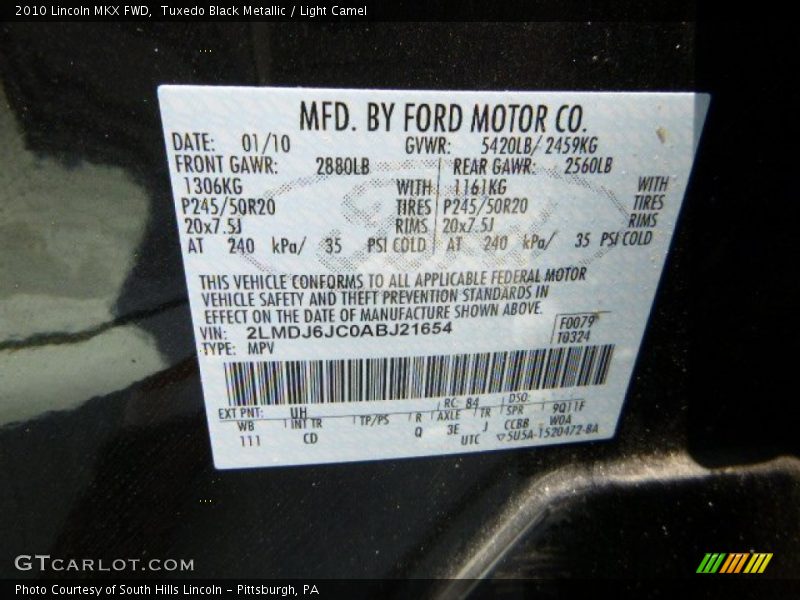 2010 Lincoln MKX FWD,  Tuxedo Black Metallic / Light Camel
MFD. BY FORD MOTOR CO.
DATE: 01/10 GVWR: 5420LB/ 2459KG
FRONT GAWR: 2880LB REAR GAWR: 2560LB
1306KG WITH 1161KG WITH
P245/50R20 TIRES P245/50R20 TIRES
20x7.5J RIMS 20x7.5J RIMS
AT 240 kPa/ 35 PSI COLD AT 240 kPa/ 35 PSI COLD
THIS VEHICLE CONFORMS TO ALL APPLICABLE FEDERAL MOTOR
VEHICLE SAFETY AND THEFT PREVENTION STANDARDS IN
EFFECT ON THE DATE OF MANUFACTURE SHOWN ABOVE.
VIN: 2LMDJ6JC0ABJ21654 F0079
TYPE: MPV T0324
EXT PNT: UH RC: 84 DSO:
WB INT TR TP/PS R AXLE TR SPR 9Q11F
111 CD Q 3E J CCBB W0A
UTC ▽5U5A-1520472-BA
GTCARLOT.COM
Photo Courtesy of South Hills Lincoln - Pittsburgh, PA